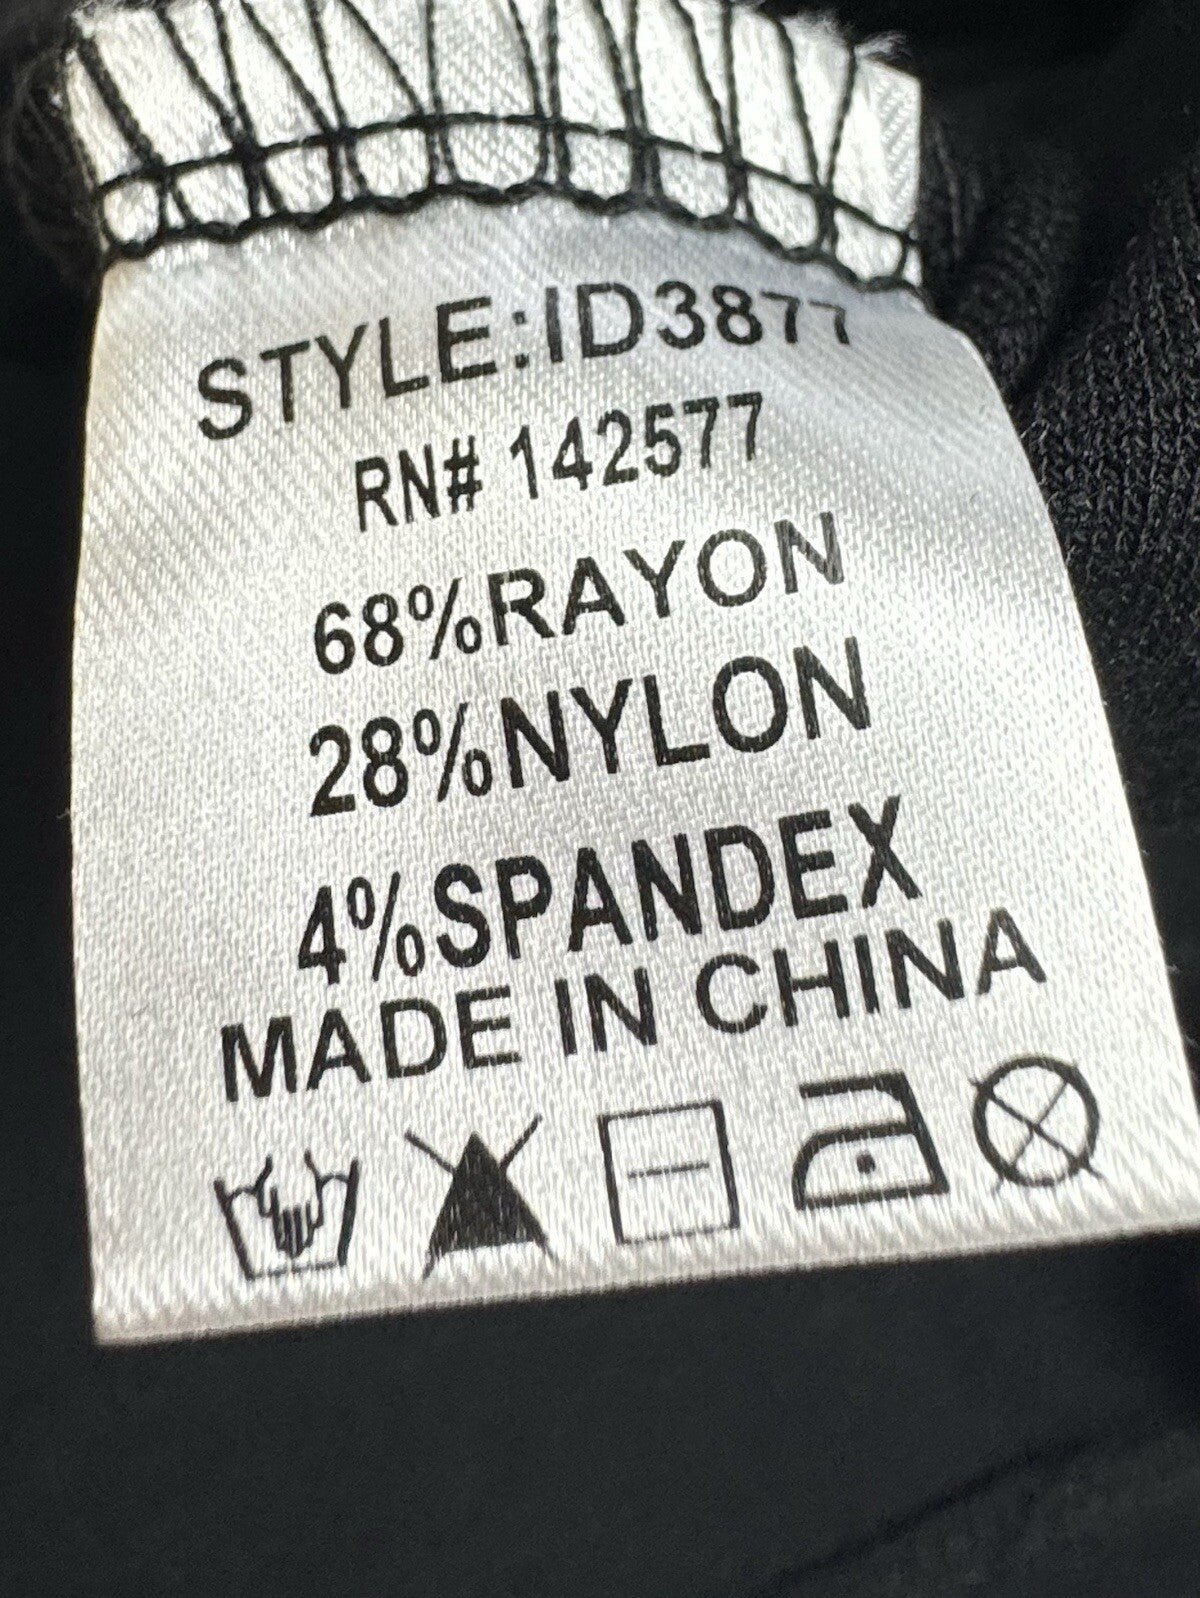 STYLE:ID3877
RN# 142577
68%RAYON
28%NYLON
4%SPANDEX
MADE IN CHINA